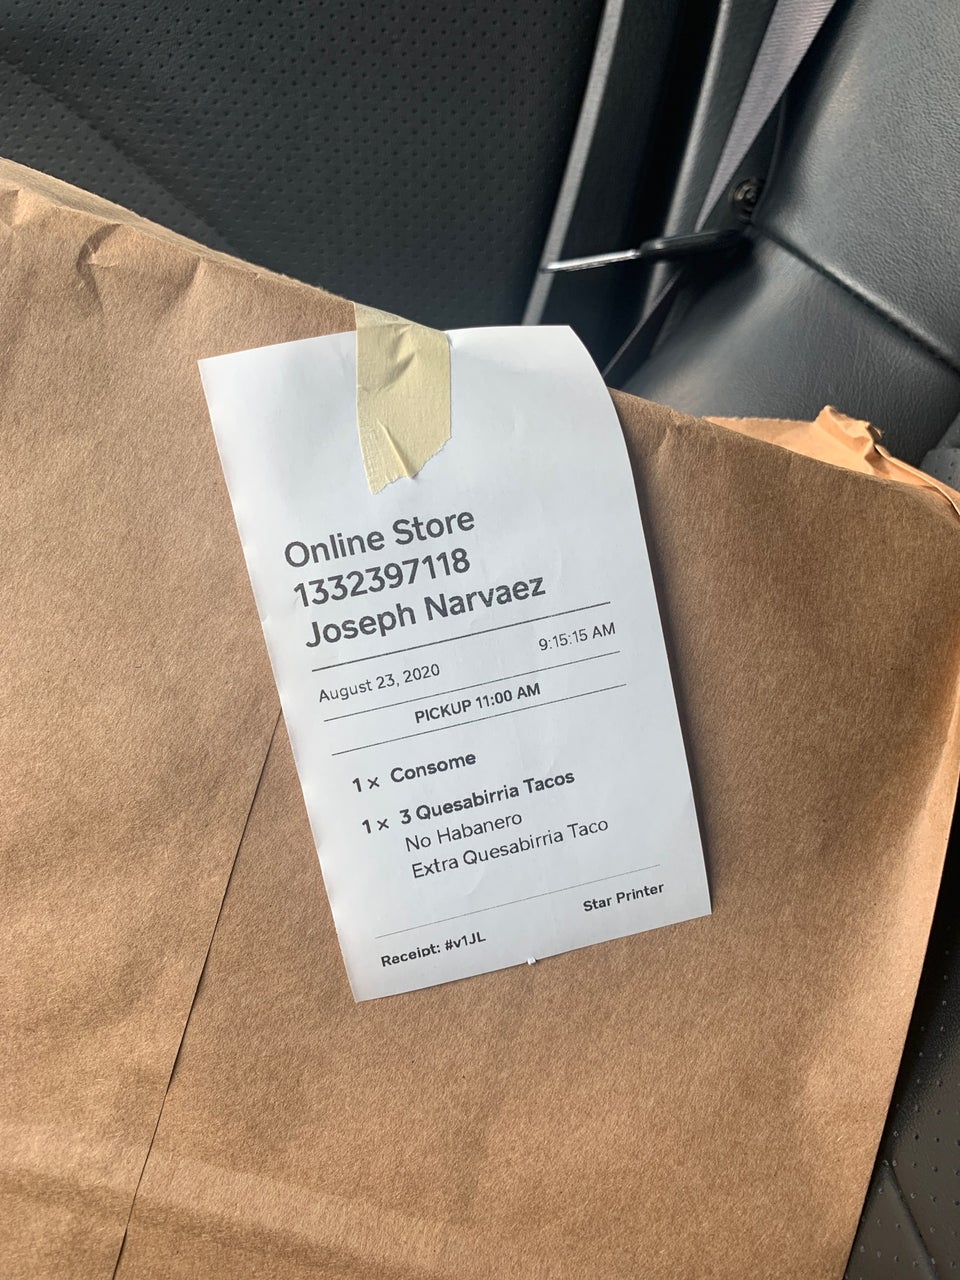 Online Store
1332397118
Joseph Narvaez
August 23, 2020 9:15:15 AM
PICKUP 11:00 AM
1 × Consome
1 × 3 Quesabirria Tacos
No Habanero
Extra Quesabirria Taco
Star Printer
Receipt: #v1JL